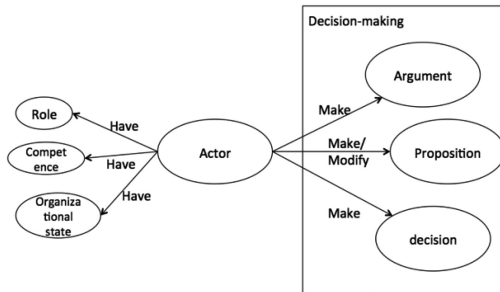 Decision-making
Argument
Role
Have
Make
Compet
ence
Have
Actor
Make/
Modify
Proposition
Have
Organiza
tional
state
Make
decision